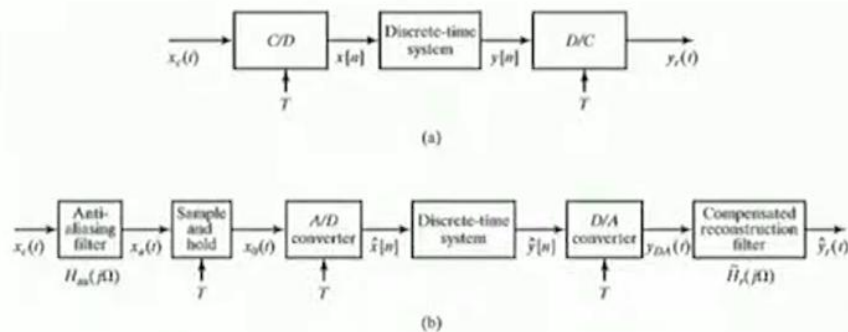 C/D
Discrete-time
system
D/C
x_c(t)
x[n]
y[n]
y_r(t)
T
T
(a)
Anti-
aliasing
filter
Sample
and
hold
A/D
converter
Discrete-time
system
D/A
converter
Compensated
reconstruction
filter
x_c(t)
x_a(t)
x_0(t)
x̂[n]
ŷ[n]
y_DA(t)
ŷ_r(t)
H_aa(jΩ)
T
T
T
H̃_r(jΩ)
(b)